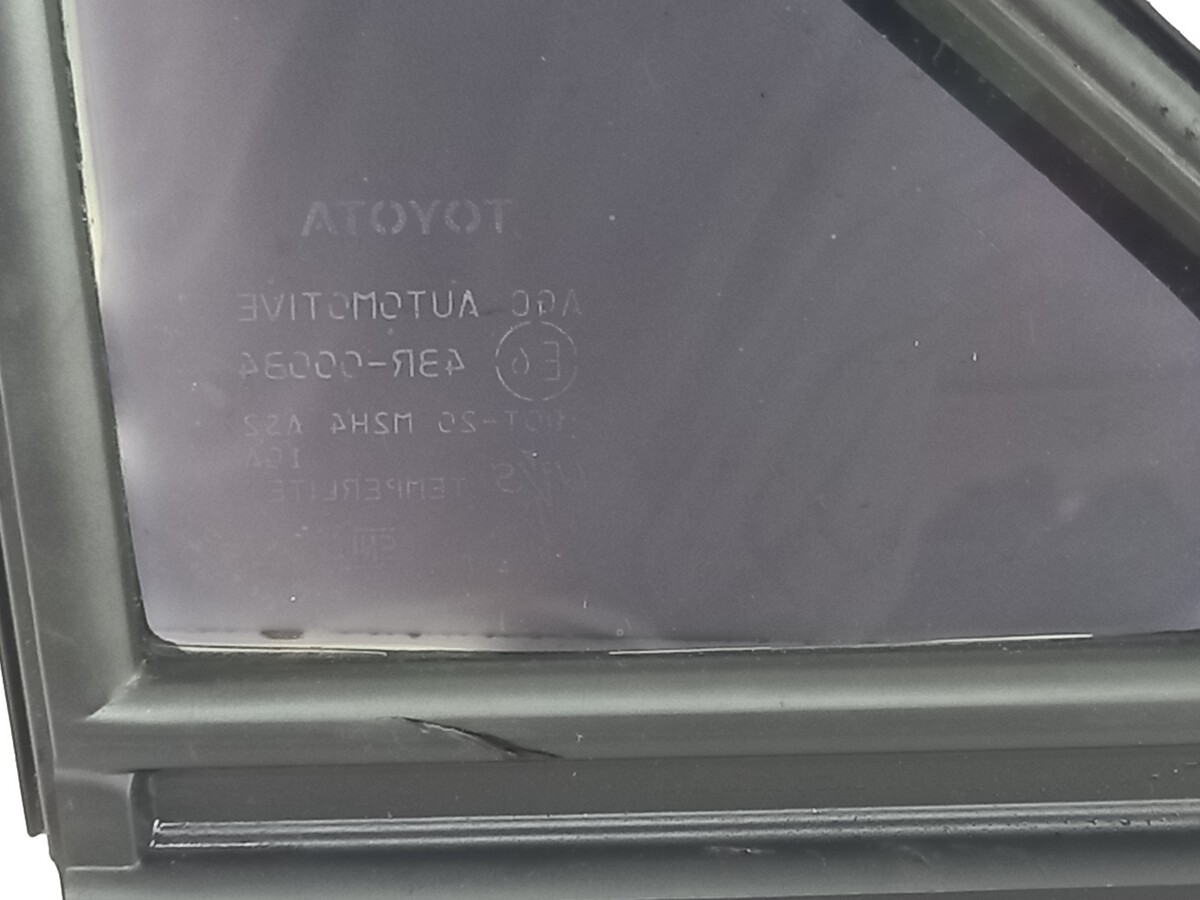 TOYOTA
AGC AUTOMOTIVE
E6 43R-00034
DOT-20 M2H4 AS2
TEMPERLITE